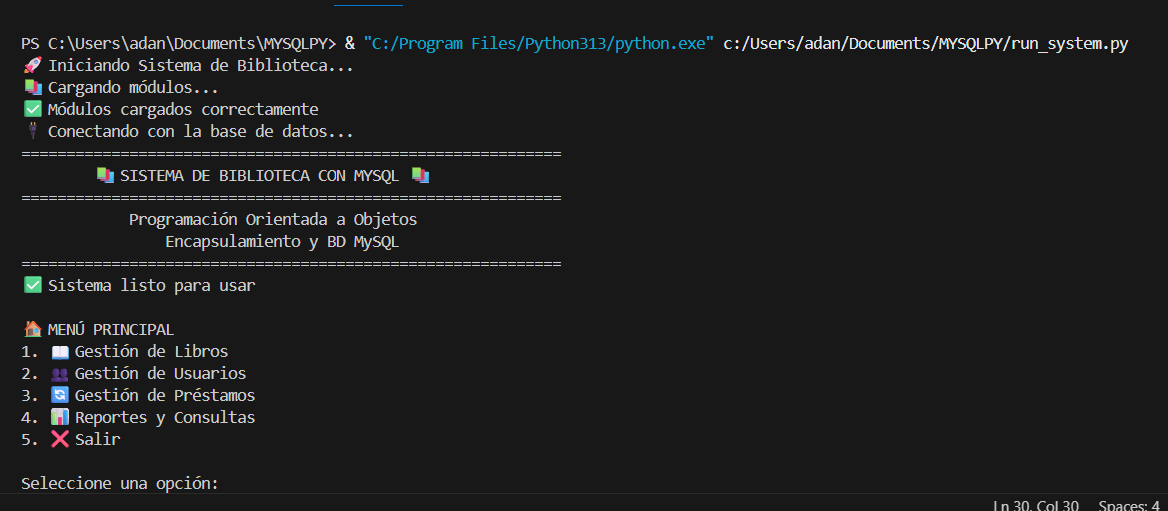 PS C:\Users\adan\Documents\MYSQLPY> & "C:/Program Files/Python313/python.exe" c:/Users/adan/Documents/MYSQLPY/run_system.py
🚀 Iniciando Sistema de Biblioteca...
📚 Cargando módulos...
✅ Módulos cargados correctamente
🔌 Conectando con la base de datos...
============================================================
📚 SISTEMA DE BIBLIOTECA CON MYSQL 📚
============================================================
Programación Orientada a Objetos
Encapsulamiento y BD MySQL
============================================================
✅ Sistema listo para usar
🏠 MENÚ PRINCIPAL
1. 📖 Gestión de Libros
2. 👥 Gestión de Usuarios
3. 🔄 Gestión de Préstamos
4. 📊 Reportes y Consultas
5. ❌ Salir
Seleccione una opción:
Ln 30, Col 30 Spaces: 4